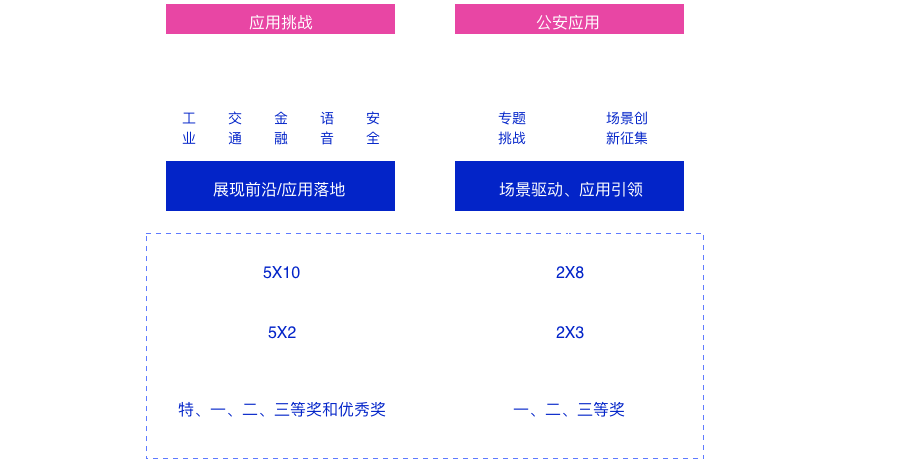 应用挑战
公安应用
工业
交通
金融
语音
安全
专题挑战
场景创新征集
展现前沿/应用落地
场景驱动、应用引领
5X10
2X8
5X2
2X3
特、一、二、三等奖和优秀奖
一、二、三等奖